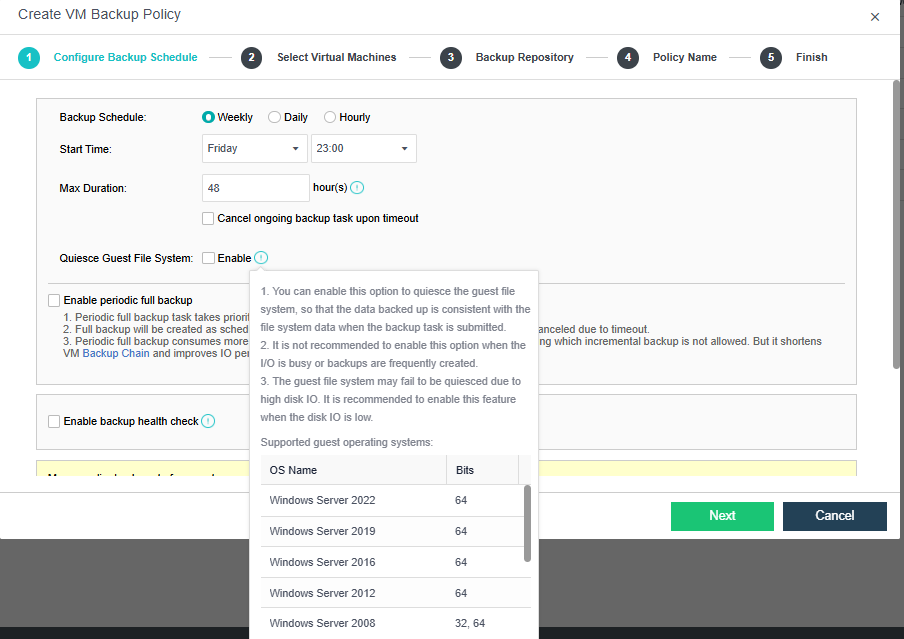 Create VM Backup Policy
×
1 Configure Backup Schedule 2 Select Virtual Machines 3 Backup Repository 4 Policy Name 5 Finish
Backup Schedule: Weekly Daily Hourly
Start Time: Friday 23:00
Max Duration: 48 hour(s) !
Cancel ongoing backup task upon timeout
Quiesce Guest File System: Enable !
Enable periodic full backup
1. Periodic full backup takes
2. Full backup will be created as anceled due to timeout.
3. Periodic full backup consumes more ng which incremental backup is not allowed. But it shortens
VM Backup Chain and improves IO
1. You can enable this option to quiesce the guest file
system, so that the data backed up is consistent with the
file system data when the backup task is submitted.
2. It is not recommended to enable this option when the
I/O is busy or backups are frequently created.
3. The guest file system may fail to be quiesced due to
high disk IO. It is recommended to enable this feature
when the disk IO is low.
Supported guest operating systems:
OS Name Bits
Windows Server 2022 64
Windows Server 2019 64
Windows Server 2016 64
Windows Server 2012 64
Windows Server 2008 32, 64
Enable backup health check !
Next Cancel